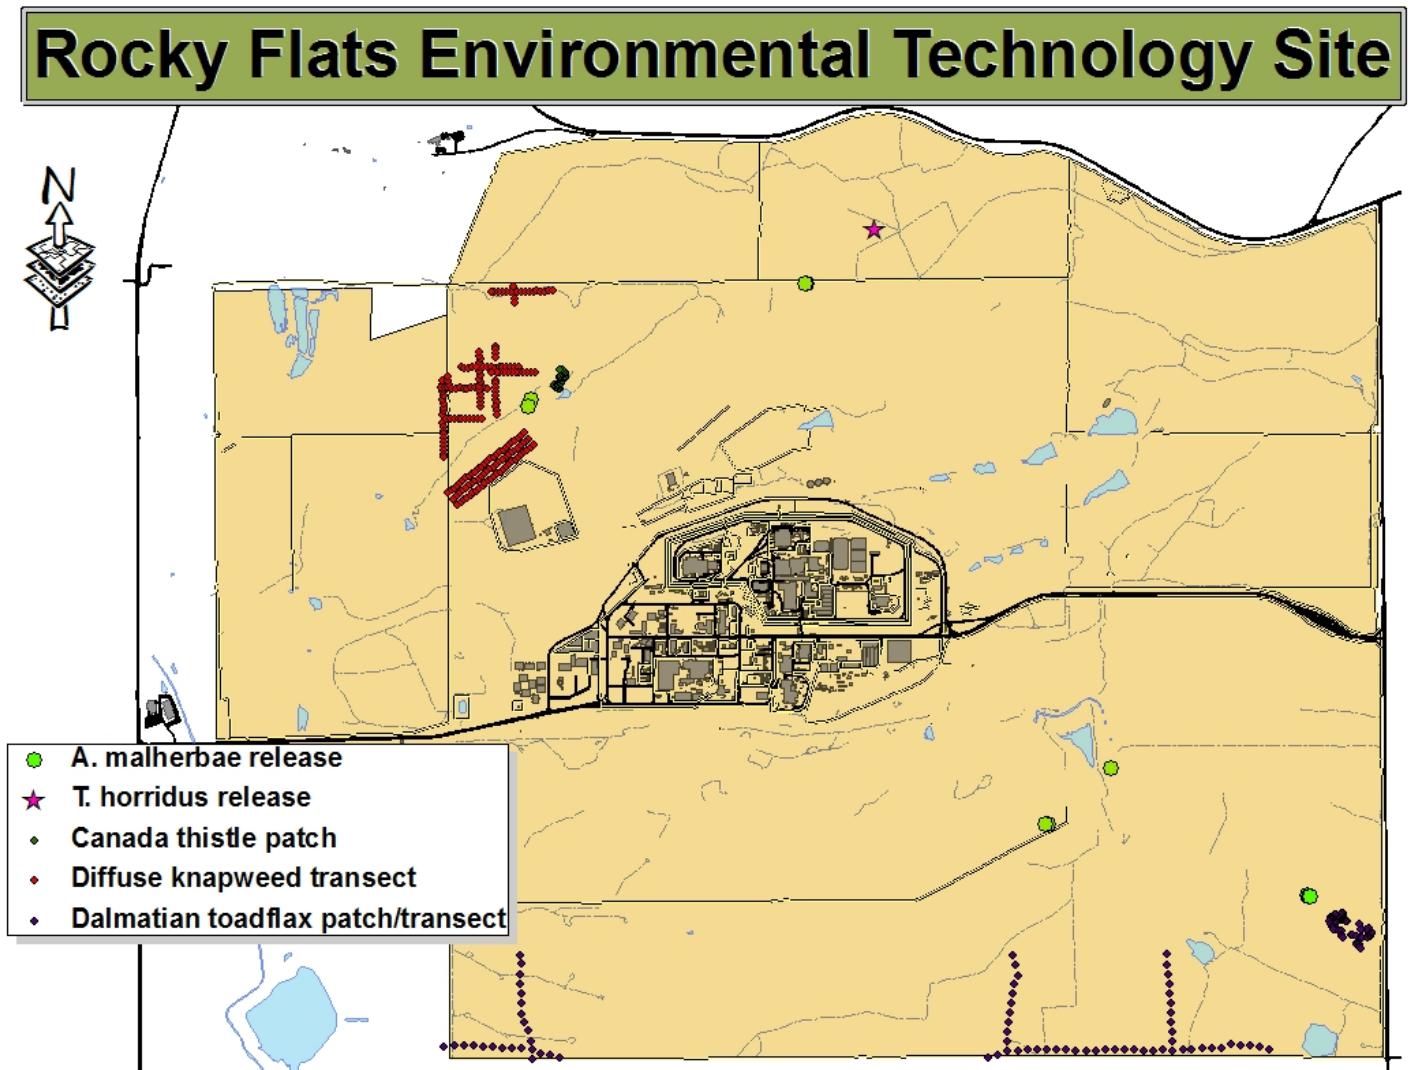 Rocky Flats Environmental Technology Site
N
A. malherbae release
T. horridus release
Canada thistle patch
Diffuse knapweed transect
Dalmatian toadflax patch/transect